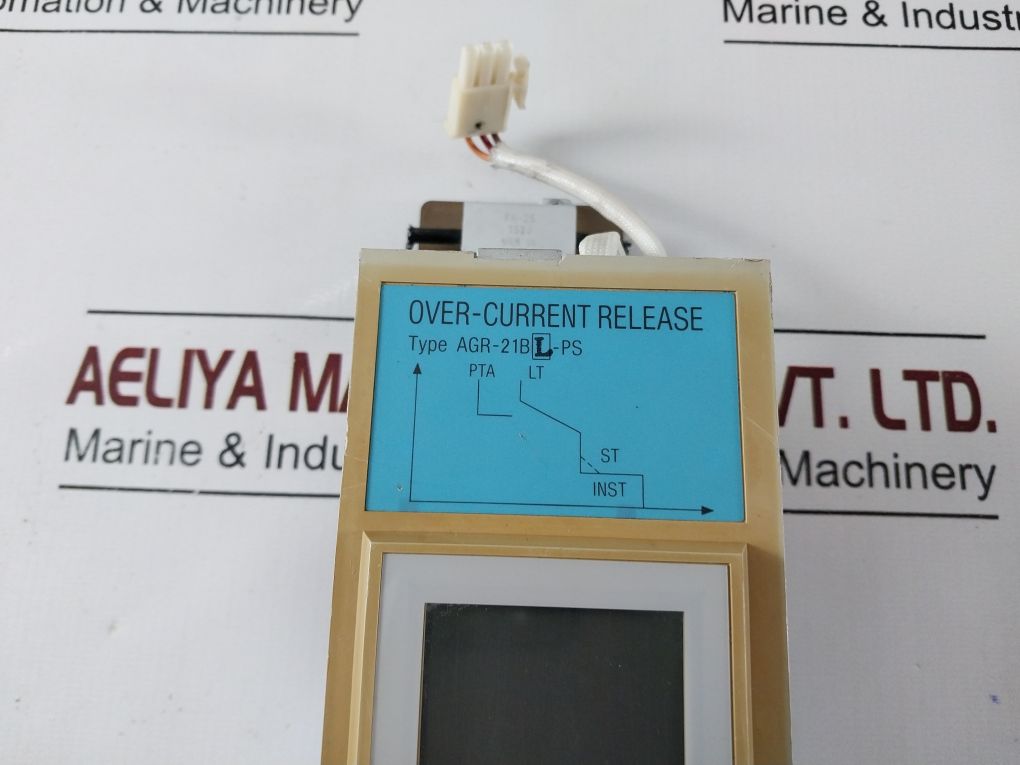 omation & Machinery
Marine & Industr
OVER-CURRENT RELEASE
Type AGR-21BL-PS
PTA LT
ST
INST
AELIYA MA VT. LTD.
Marine & Indu Machinery